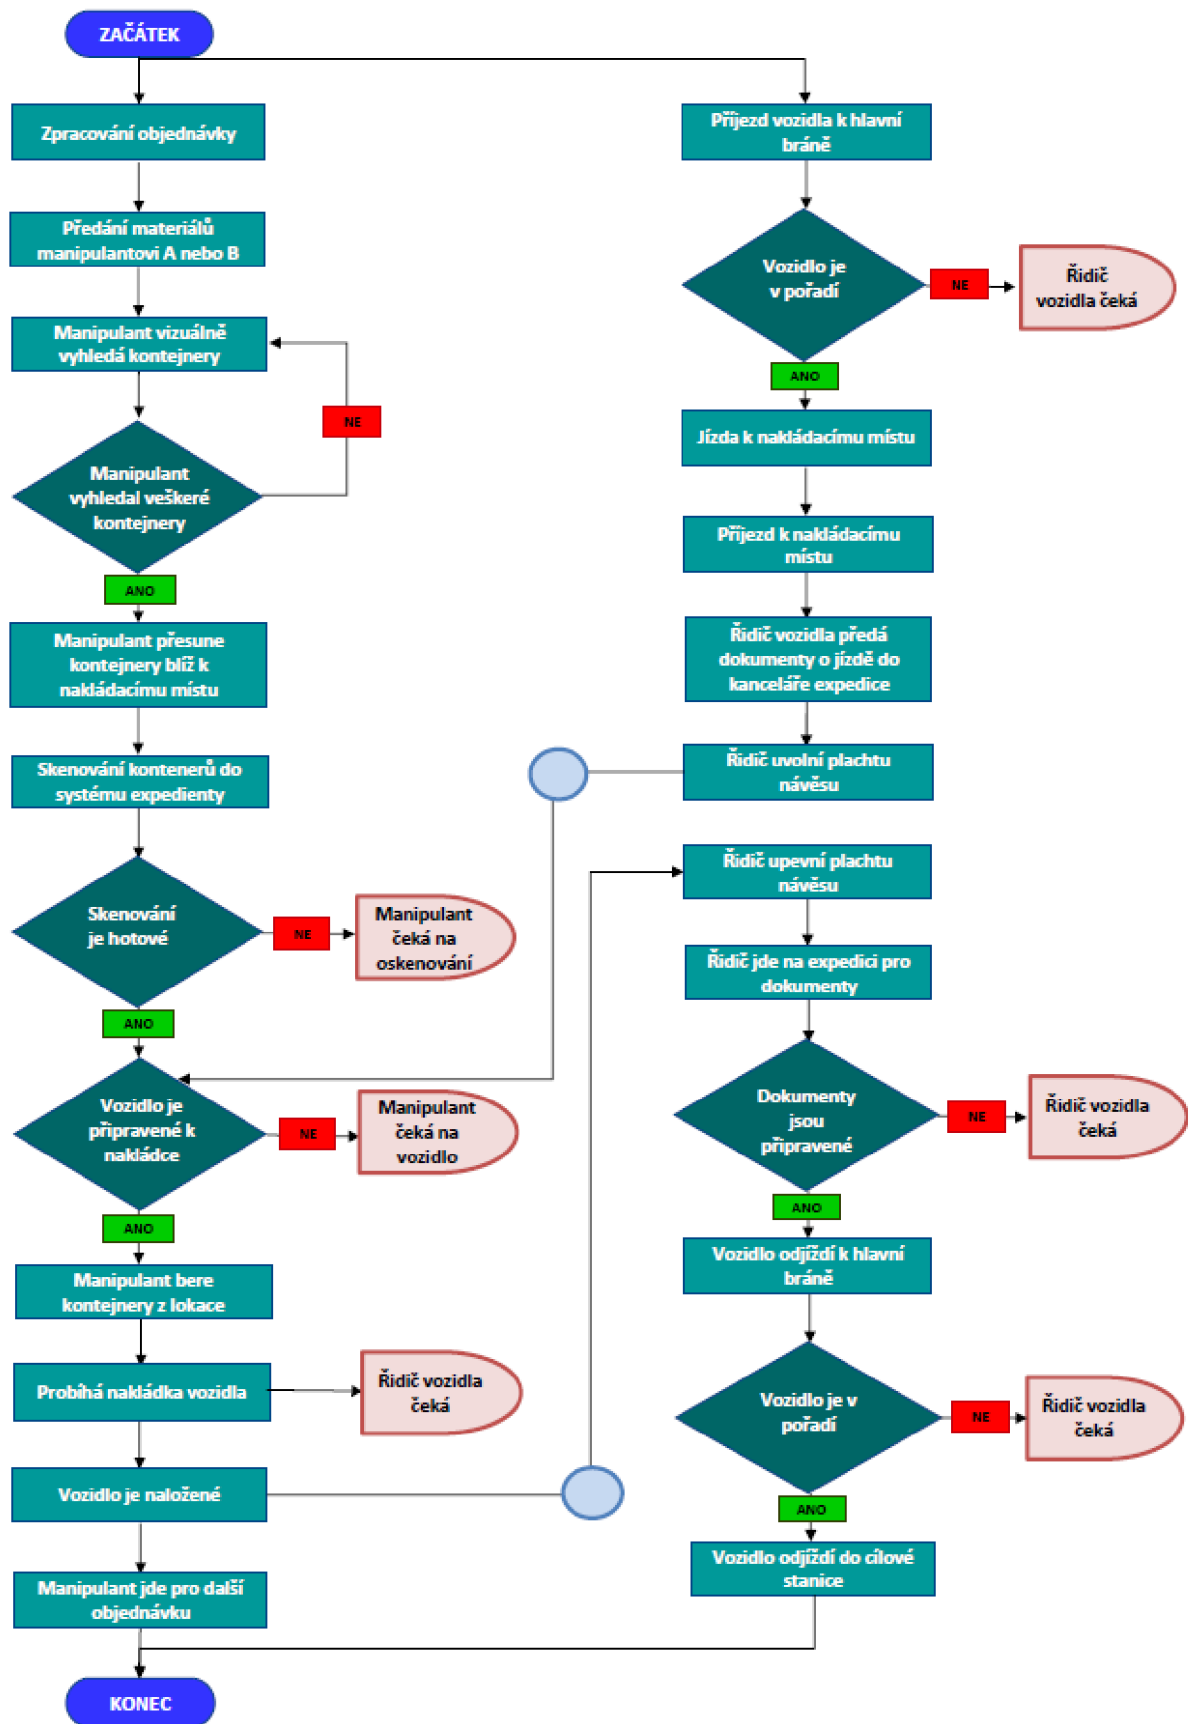 ZAČÁTEK
Zpracování objednávky
Předání materiálů
manipulantovi A nebo B
Manipulant vizuálně
vyhledá kontejnery
NE
Manipulant
vyhledal veškeré
kontejnery
ANO
Manipulant přesune
kontejnery blíž k
nakládacímu místu
Skenování kontenerů do
systému expedienty
Skenování
je hotové
NE
Manipulant
čeká na
oskenování
ANO
Vozidlo je
připravené k
nakládce
NE
Manipulant
čeká na
vozidlo
ANO
Manipulant bere
kontejnery z lokace
Probíhá nakládka vozidla
Řidič vozidla
čeká
Vozidlo je naložené
Manipulant jde pro další
objednávku
KONEC
Příjezd vozidla k hlavní
bráně
Vozidlo je
v pořadí
NE
Řidič
vozidla čeká
ANO
Jízda k nakládacímu místu
Příjezd k nakládacímu
místu
Řidič vozidla předá
dokumenty o jízdě do
kanceláře expedice
Řidič uvolní plachtu
návěsu
Řidič upevní plachtu
návěsu
Řidič jde na expedici pro
dokumenty
Dokumenty
jsou
připravené
NE
Řidič vozidla
čeká
ANO
Vozidlo odjíždí k hlavní
bráně
Vozidlo je v
pořadí
NE
Řidič vozidla
čeká
ANO
Vozidlo odjíždí do cílové
stanice